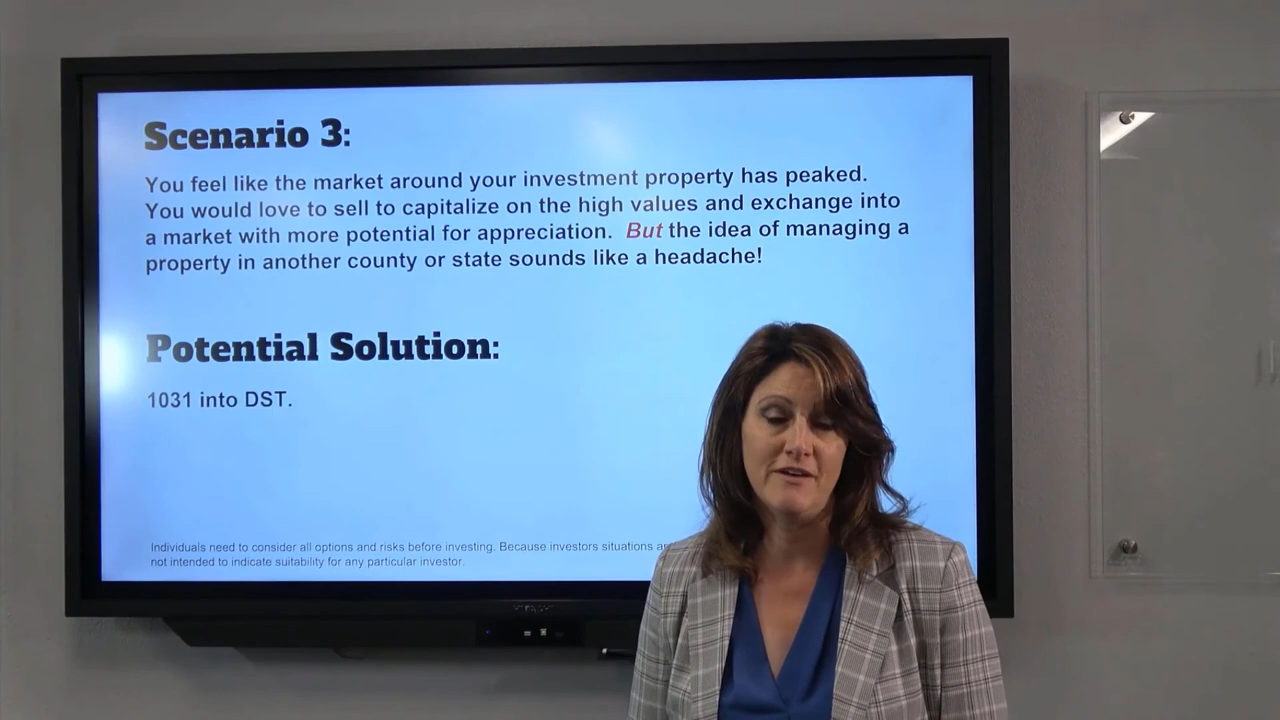 Scenario 3:
You feel like the market around your investment property has peaked.
You would love to sell to capitalize on the high values and exchange into
a market with more potential for appreciation. But the idea of managing a
property in another county or state sounds like a headache!
Potential Solution:
1031 into DST.
Individuals need to consider all options and risks before investing. Because investors situations
not intended to indicate suitability for any particular investor.